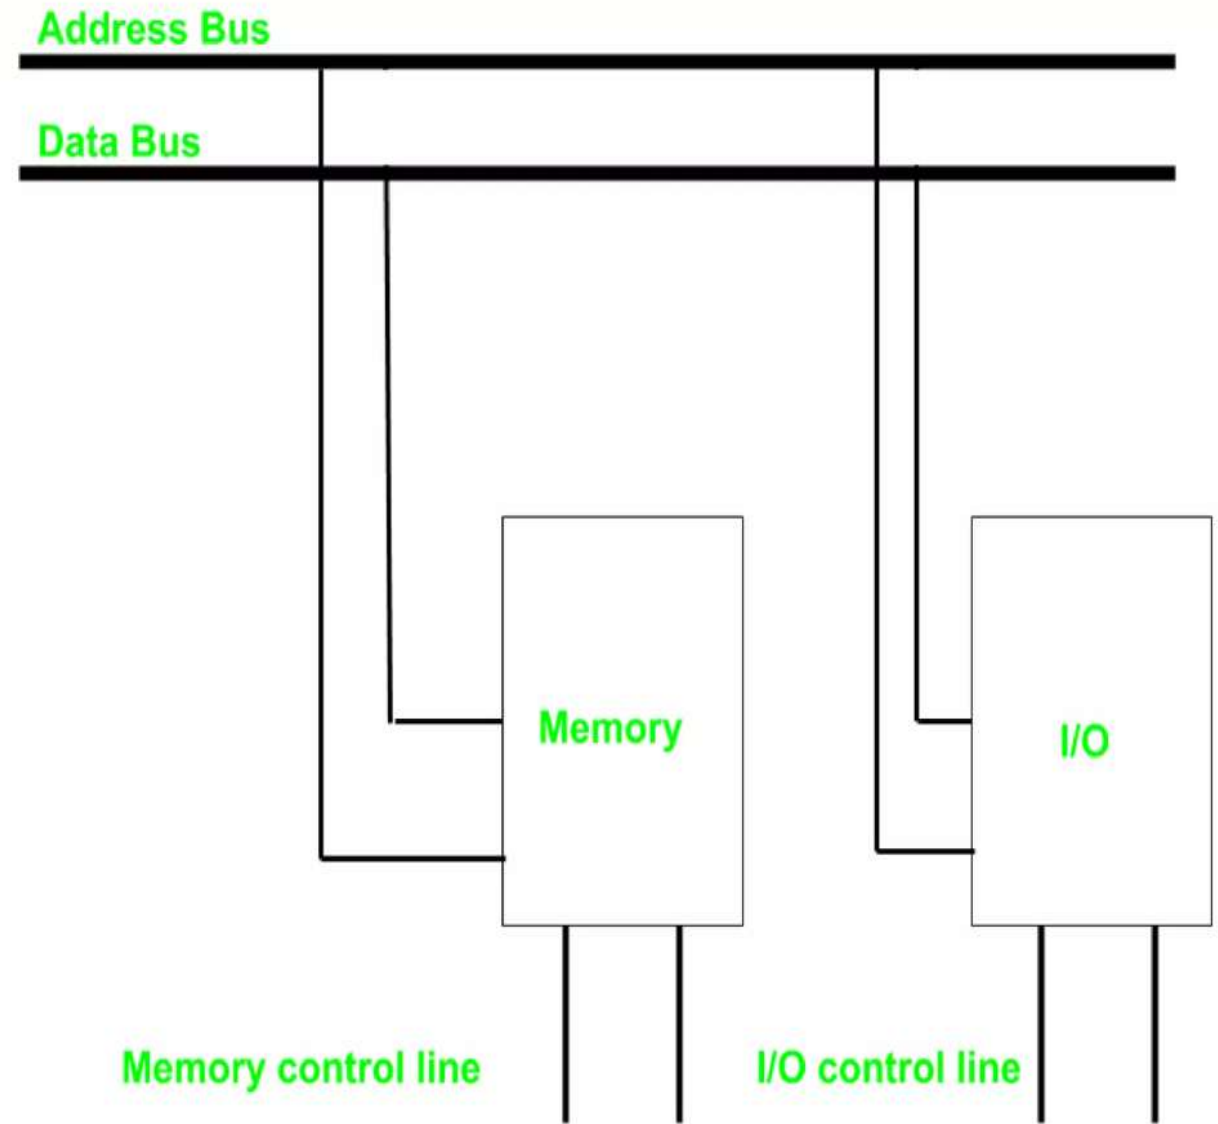 Address Bus
Data Bus
Memory
I/O
Memory control line
I/O control line